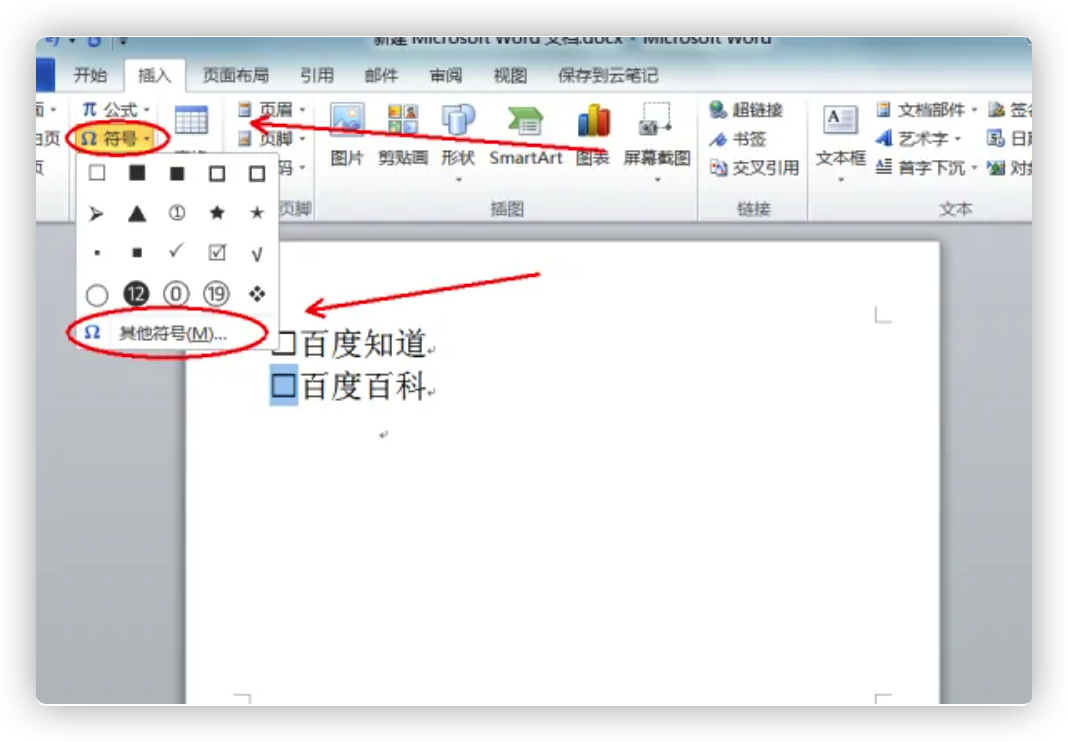 新建 Microsoft Word 文档.docx - Microsoft Word
开始 插入 页面布局 引用 邮件 审阅 视图 保存到云笔记
π 公式 页眉 超链接 文档部件
Ω 符号 页脚 书签 艺术字
图片 剪贴画 形状 SmartArt 图表 屏幕截图 交叉引用 文本框 首字下沉
页脚 插图 链接 文本
①
√
12 0 19
Ω 其他符号(M)...
□百度知道
□百度百科